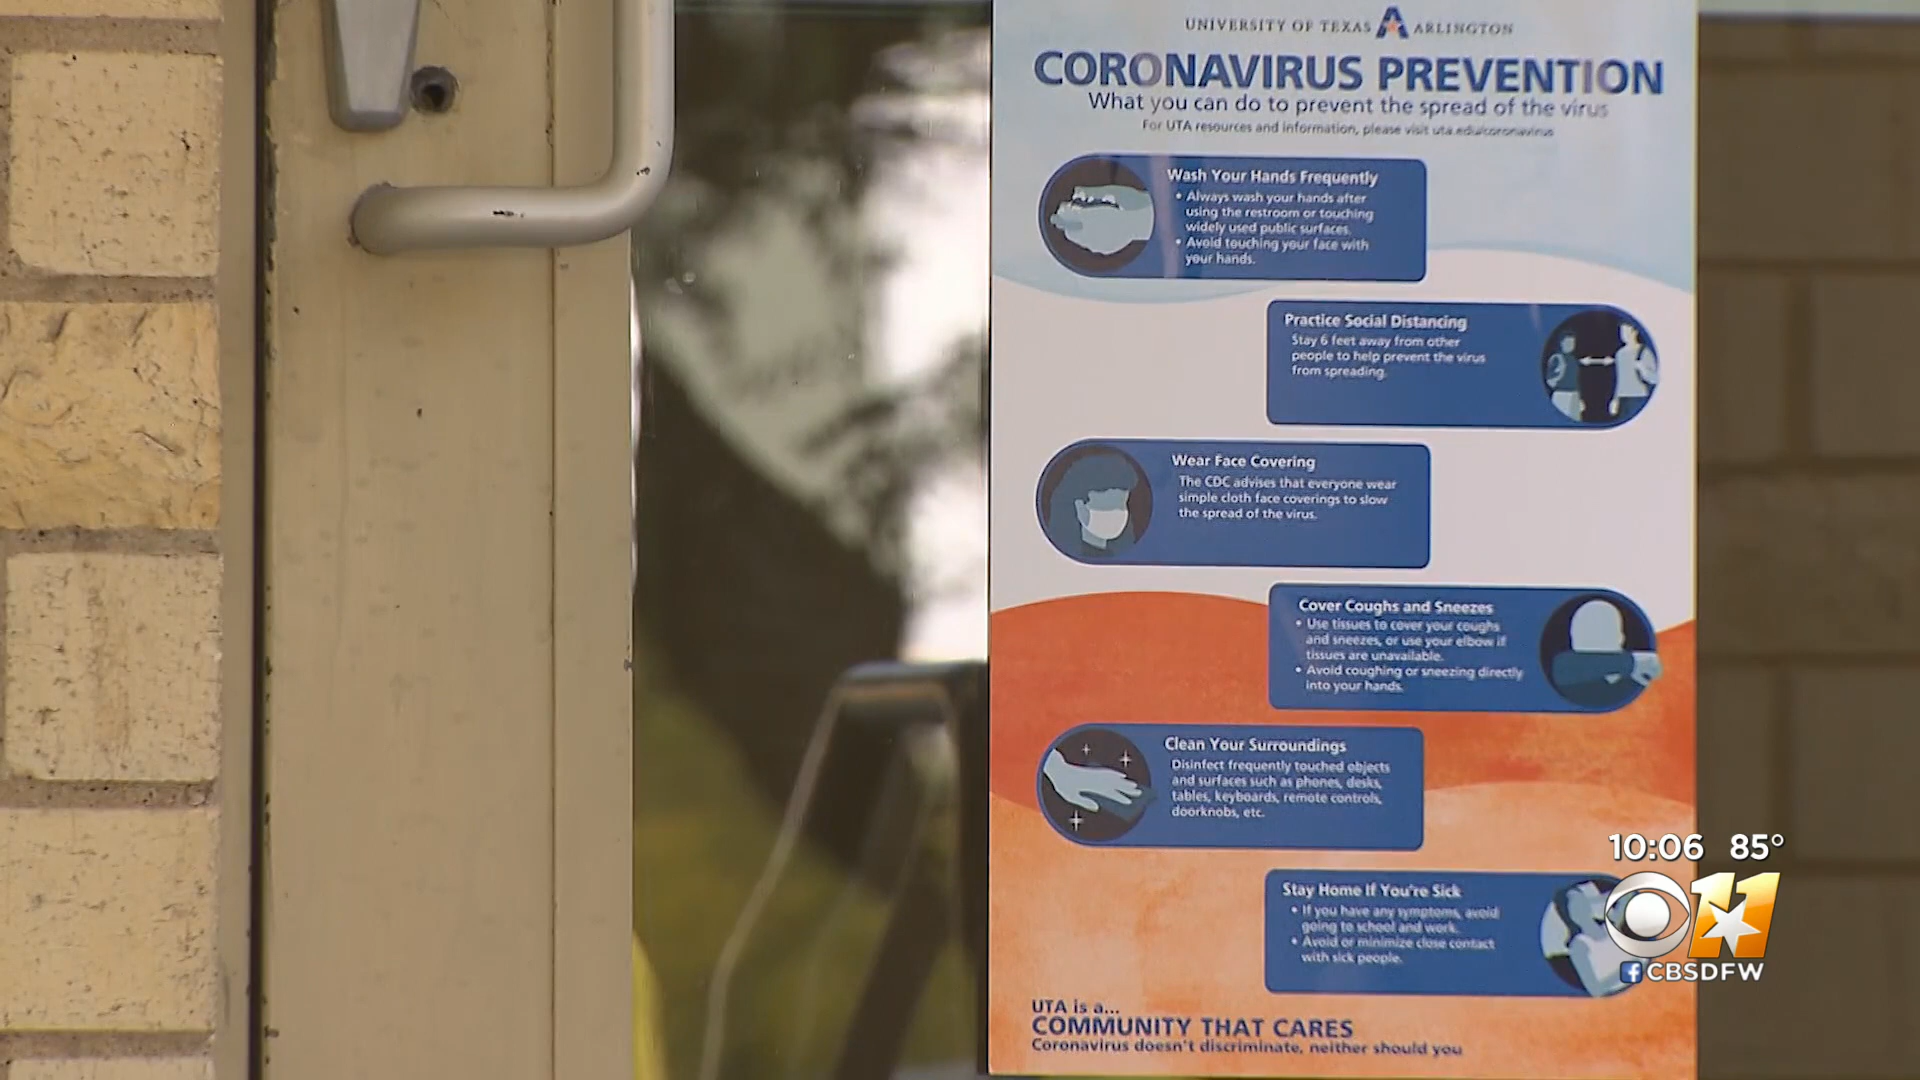 UNIVERSITY OF TEXAS A ARLINGTON
CORONAVIRUS PREVENTION
What you can do to prevent the spread of the virus
For UTA resources and information, please visit uta.edu/coronavirus
Wash Your Hands Frequently
• Always wash your hands after
using the restroom or touching
widely used public surfaces.
• Avoid touching your face with
your hands.
Practice Social Distancing
Stay 6 feet away from other
people to help prevent the virus
from spreading.
Wear Face Covering
The CDC advises that everyone wear
simple cloth face coverings to slow
the spread of the virus.
Cover Coughs and Sneezes
• Use tissues to cover your coughs
and sneezes, or use your elbow if
tissues are unavailable.
• Avoid coughing or sneezing directly
into your hands.
Clean Your Surroundings
Disinfect frequently touched objects
and surfaces such as phones, desks,
tables, keyboards, remote controls,
doorknobs, etc.
Stay Home If You're Sick
• If you have any symptoms, avoid
going to school and work.
• Avoid or minimize close contact
with sick people.
UTA is a...
COMMUNITY THAT CARES
Coronavirus doesn't discriminate, neither should you
10:06 85°
11
f CBSDFW